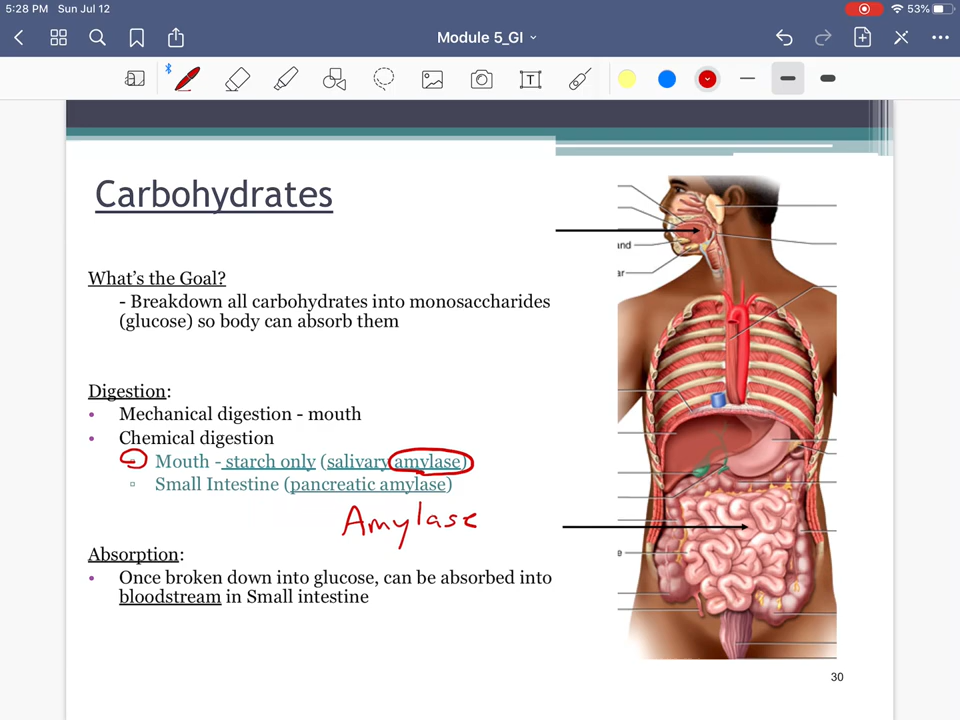 5:28 PM Sun Jul 12
53%
Module 5_GI
T
Carbohydrates
What's the Goal?
- Breakdown all carbohydrates into monosaccharides
(glucose) so body can absorb them
Digestion:
• Mechanical digestion - mouth
• Chemical digestion
Mouth - starch only (salivary amylase)
▫ Small Intestine (pancreatic amylase)
Amylase
Absorption:
• Once broken down into glucose, can be absorbed into
bloodstream in Small intestine
and
ar
e
30